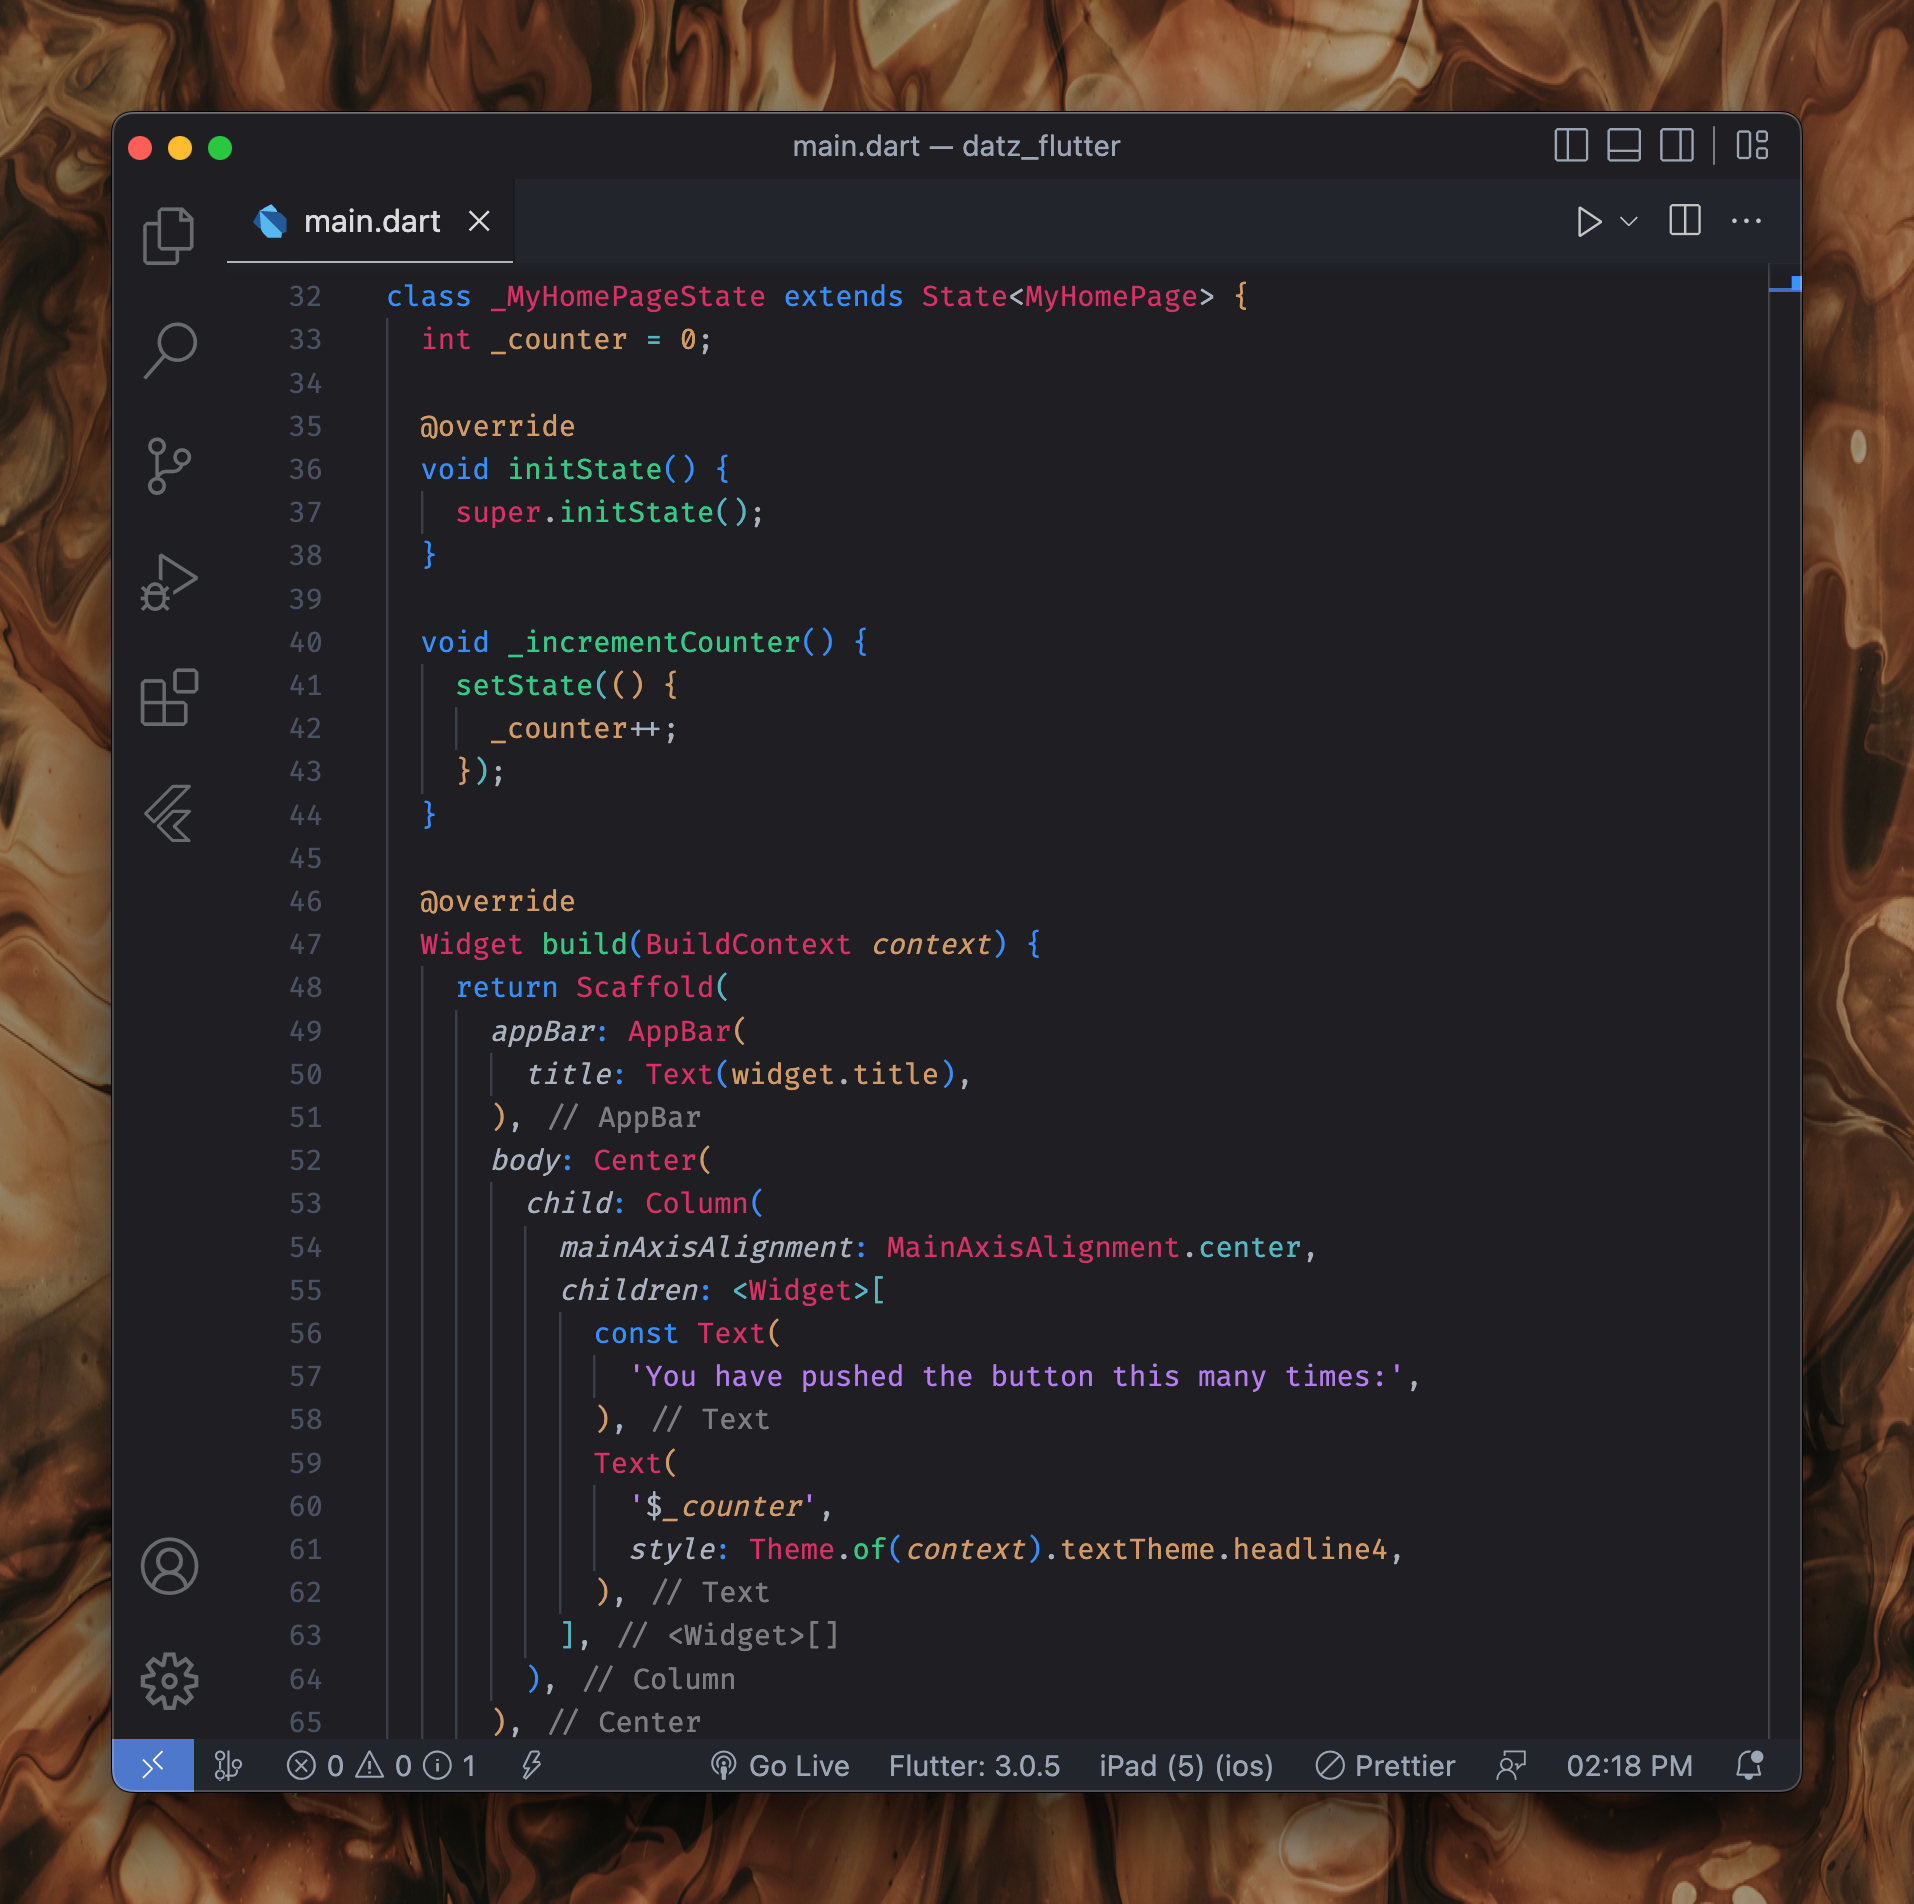 main.dart — datz_flutter
main.dart
32 class _MyHomePageState extends State<MyHomePage> {
33   int _counter = 0;
34
35   @override
36   void initState() {
37     super.initState();
38   }
39
40   void _incrementCounter() {
41     setState(() {
42       _counter++;
43     });
44   }
45
46   @override
47   Widget build(BuildContext context) {
48     return Scaffold(
49       appBar: AppBar(
50         title: Text(widget.title),
51       ), // AppBar
52       body: Center(
53         child: Column(
54           mainAxisAlignment: MainAxisAlignment.center,
55           children: <Widget>[
56             const Text(
57               'You have pushed the button this many times:',
58             ), // Text
59             Text(
60               '$_counter',
61               style: Theme.of(context).textTheme.headline4,
62             ), // Text
63           ], // <Widget>[]
64         ), // Column
65       ), // Center
0 0 1 Go Live Flutter: 3.0.5 iPad (5) (ios) Prettier 02:18 PM